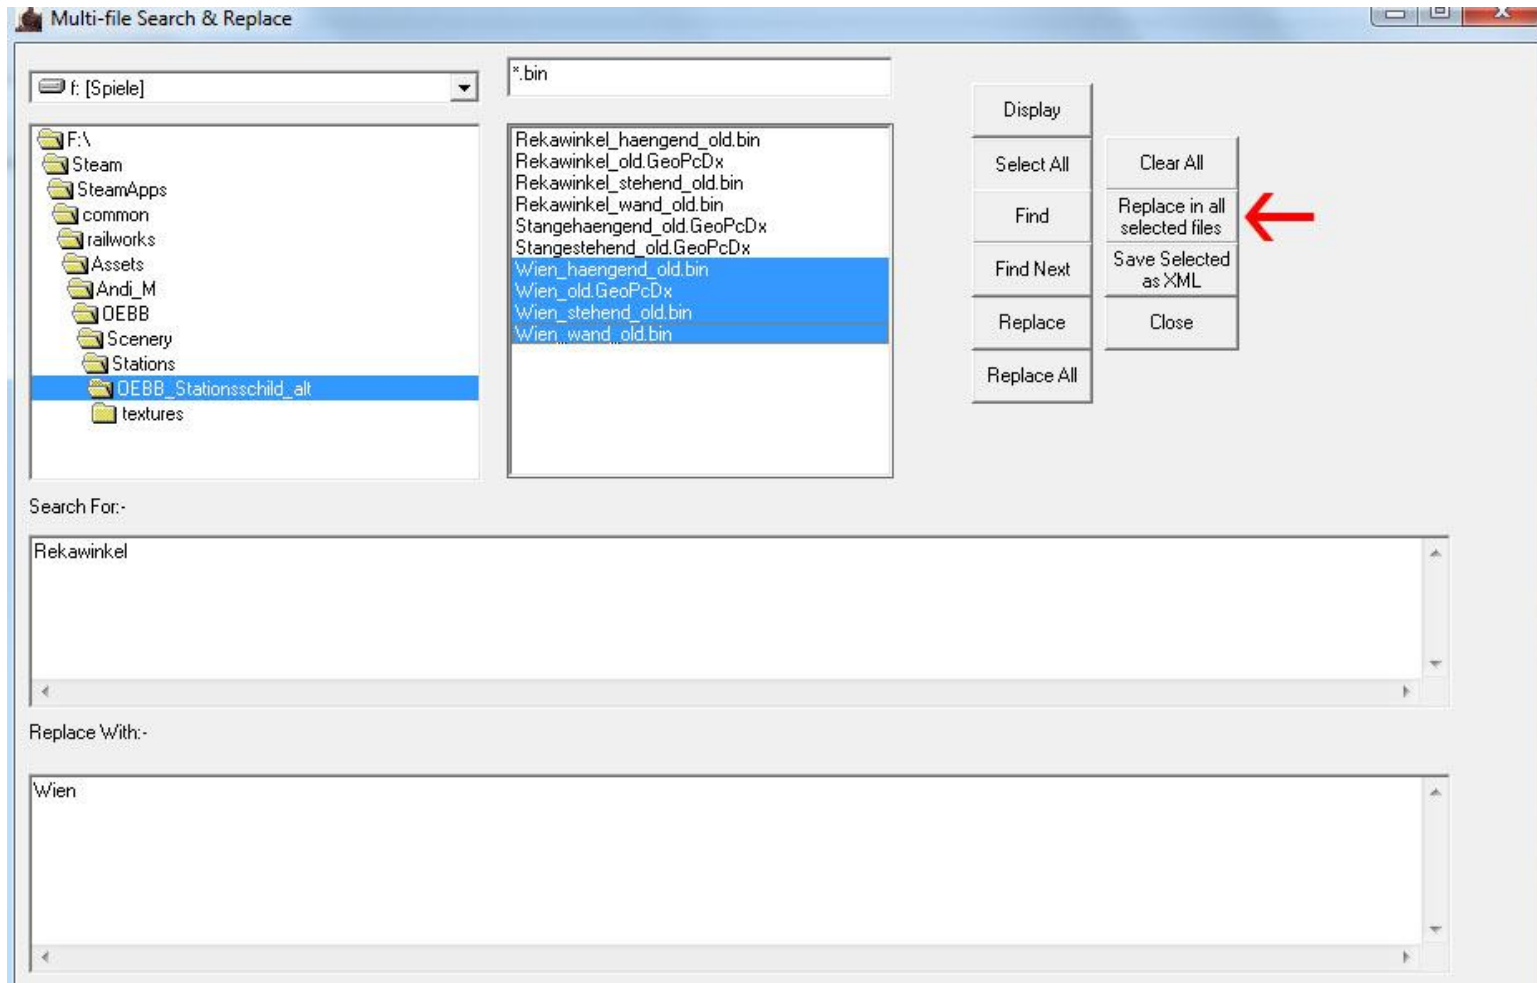 Multi-file Search & Replace
f: [Spiele]
*.bin
F:\
Steam
SteamApps
common
railworks
Assets
Andi_M
OEBB
Scenery
Stations
OEBB_Stationsschild_alt
textures
Rekawinkel_haengend_old.bin
Rekawinkel_old.GeoPcDx
Rekawinkel_stehend_old.bin
Rekawinkel_wand_old.bin
Stangehaengend_old.GeoPcDx
Stangestehend_old.GeoPcDx
Wien_haengend_old.bin
Wien_old.GeoPcDx
Wien_stehend_old.bin
Wien_wand_old.bin
Display
Select All
Find
Find Next
Replace
Replace All
Clear All
Replace in all
selected files
Save Selected
as XML
Close
Search For:-
Rekawinkel
Replace With:-
Wien